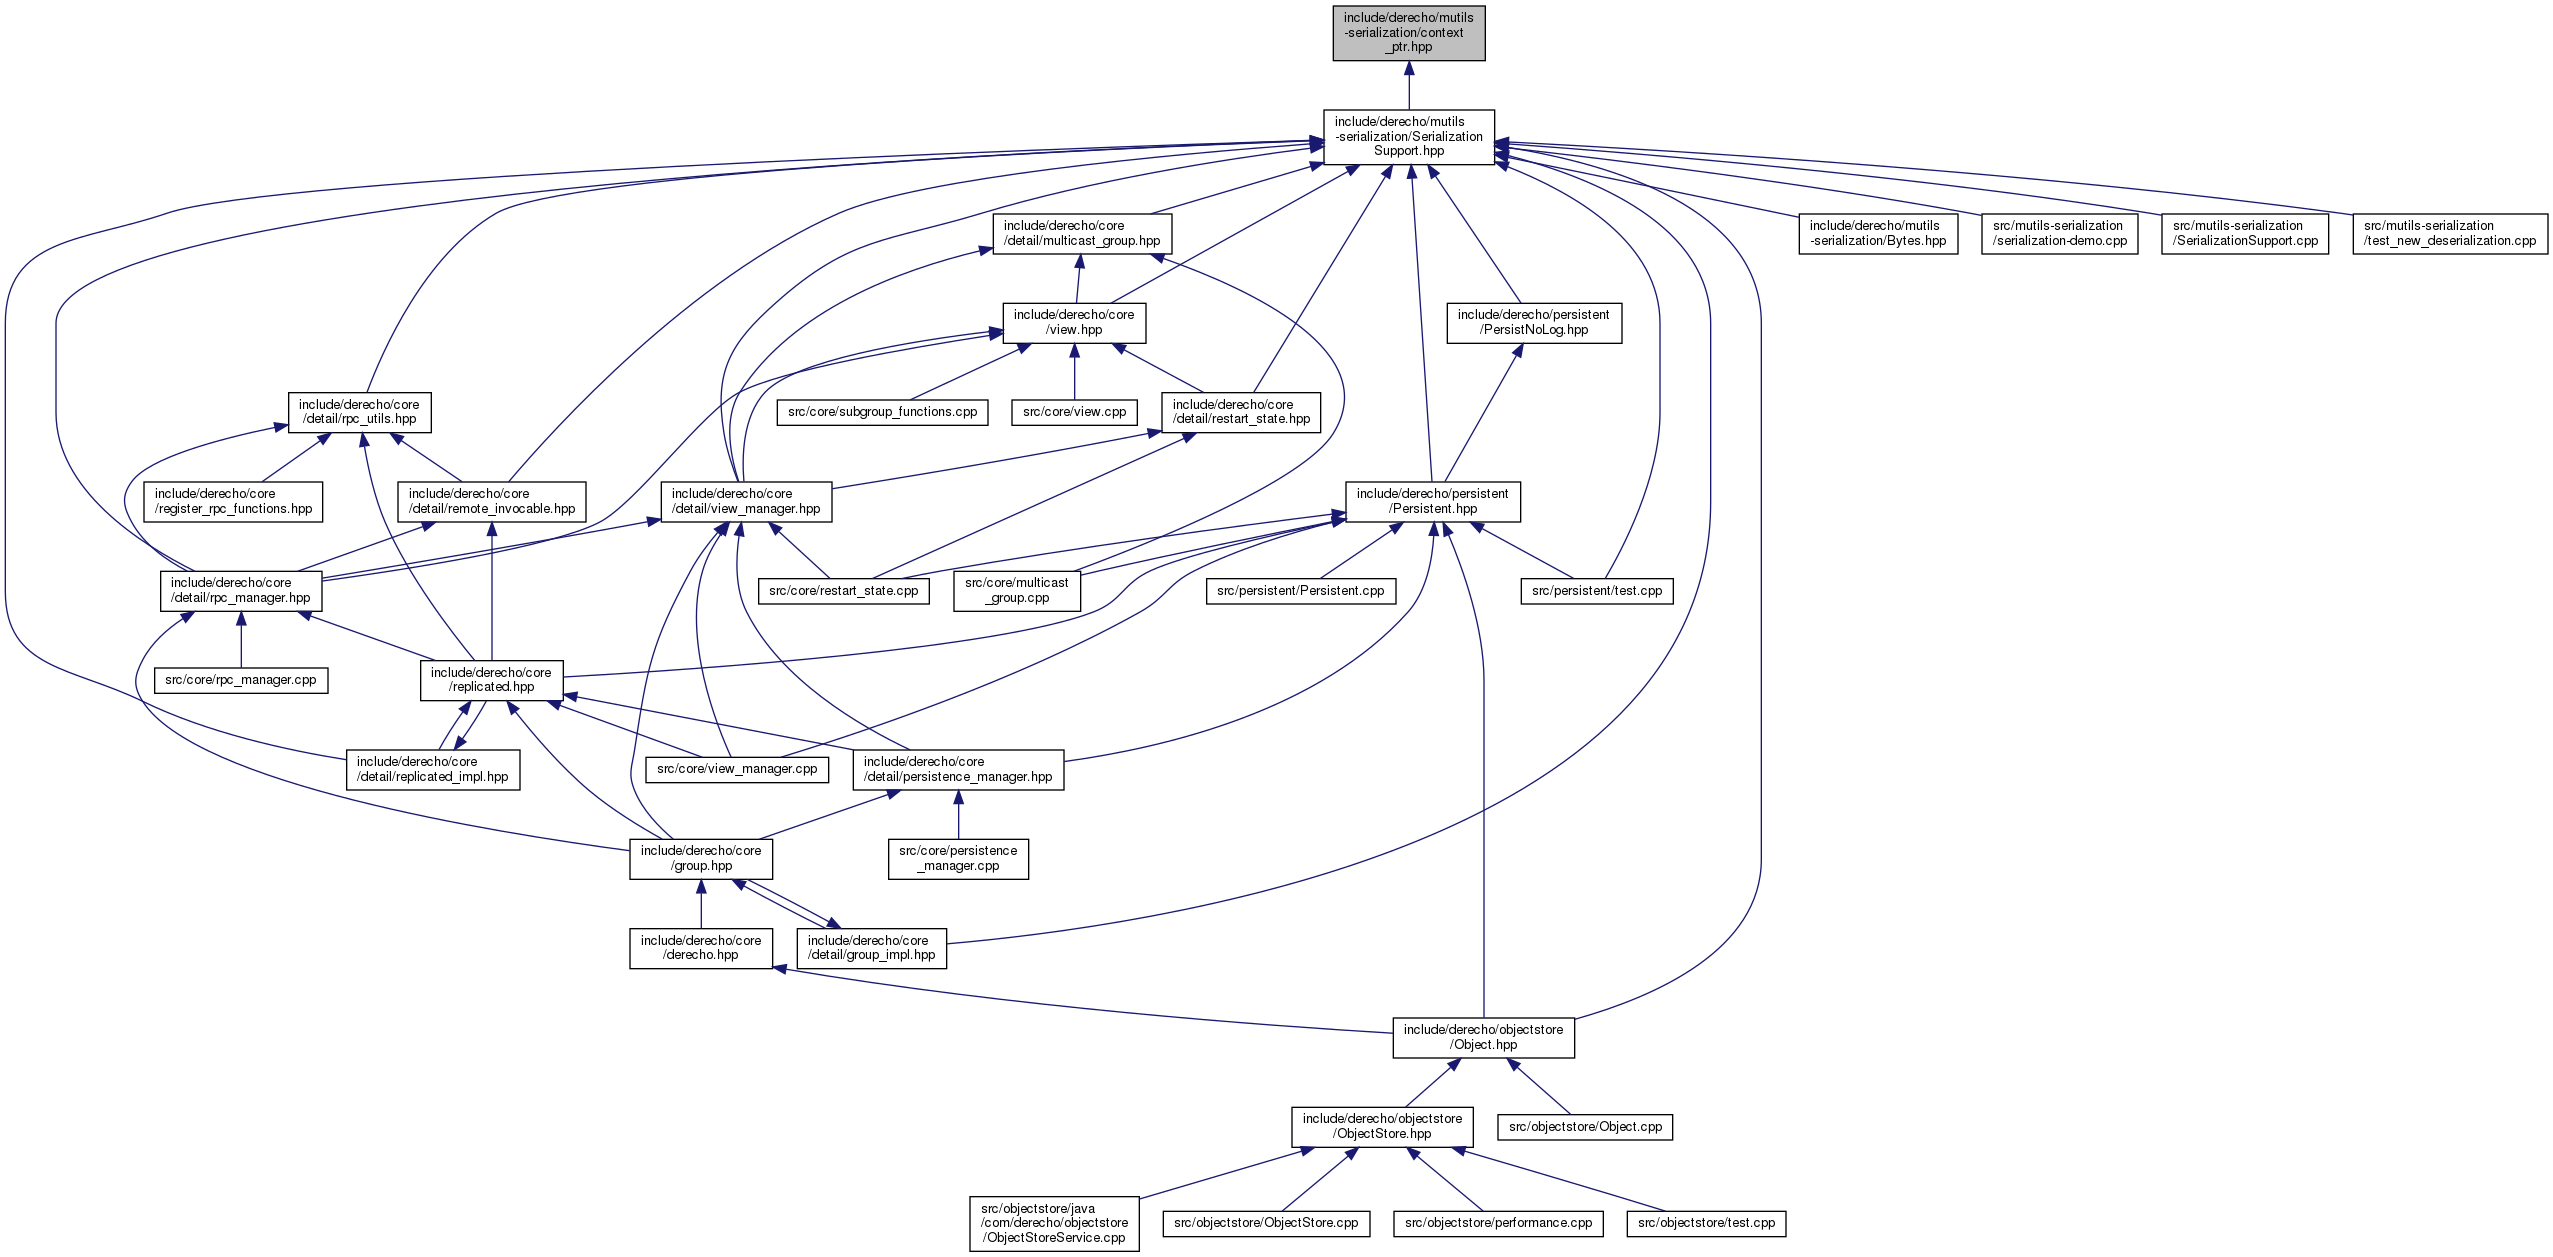 include/derecho/mutils
-serialization/context
_ptr.hpp
include/derecho/mutils
-serialization/Serialization
Support.hpp
include/derecho/core
/detail/multicast_group.hpp
include/derecho/mutils
-serialization/Bytes.hpp
src/mutils-serialization
/serialization-demo.cpp
src/mutils-serialization
/SerializationSupport.cpp
src/mutils-serialization
/test_new_deserialization.cpp
include/derecho/core
/view.hpp
include/derecho/persistent
/PersistNoLog.hpp
include/derecho/core
/detail/rpc_utils.hpp
src/core/subgroup_functions.cpp
src/core/view.cpp
include/derecho/core
/detail/restart_state.hpp
include/derecho/core
/register_rpc_functions.hpp
include/derecho/core
/detail/remote_invocable.hpp
include/derecho/core
/detail/view_manager.hpp
include/derecho/persistent
/Persistent.hpp
include/derecho/core
/detail/rpc_manager.hpp
src/core/restart_state.cpp
src/core/multicast
_group.cpp
src/persistent/Persistent.cpp
src/persistent/test.cpp
src/core/rpc_manager.cpp
include/derecho/core
/replicated.hpp
include/derecho/core
/detail/replicated_impl.hpp
src/core/view_manager.cpp
include/derecho/core
/detail/persistence_manager.hpp
include/derecho/core
/group.hpp
src/core/persistence
_manager.cpp
include/derecho/core
/derecho.hpp
include/derecho/core
/detail/group_impl.hpp
include/derecho/objectstore
/Object.hpp
include/derecho/objectstore
/ObjectStore.hpp
src/objectstore/Object.cpp
src/objectstore/java
/com/derecho/objectstore
/ObjectStoreService.cpp
src/objectstore/ObjectStore.cpp
src/objectstore/performance.cpp
src/objectstore/test.cpp